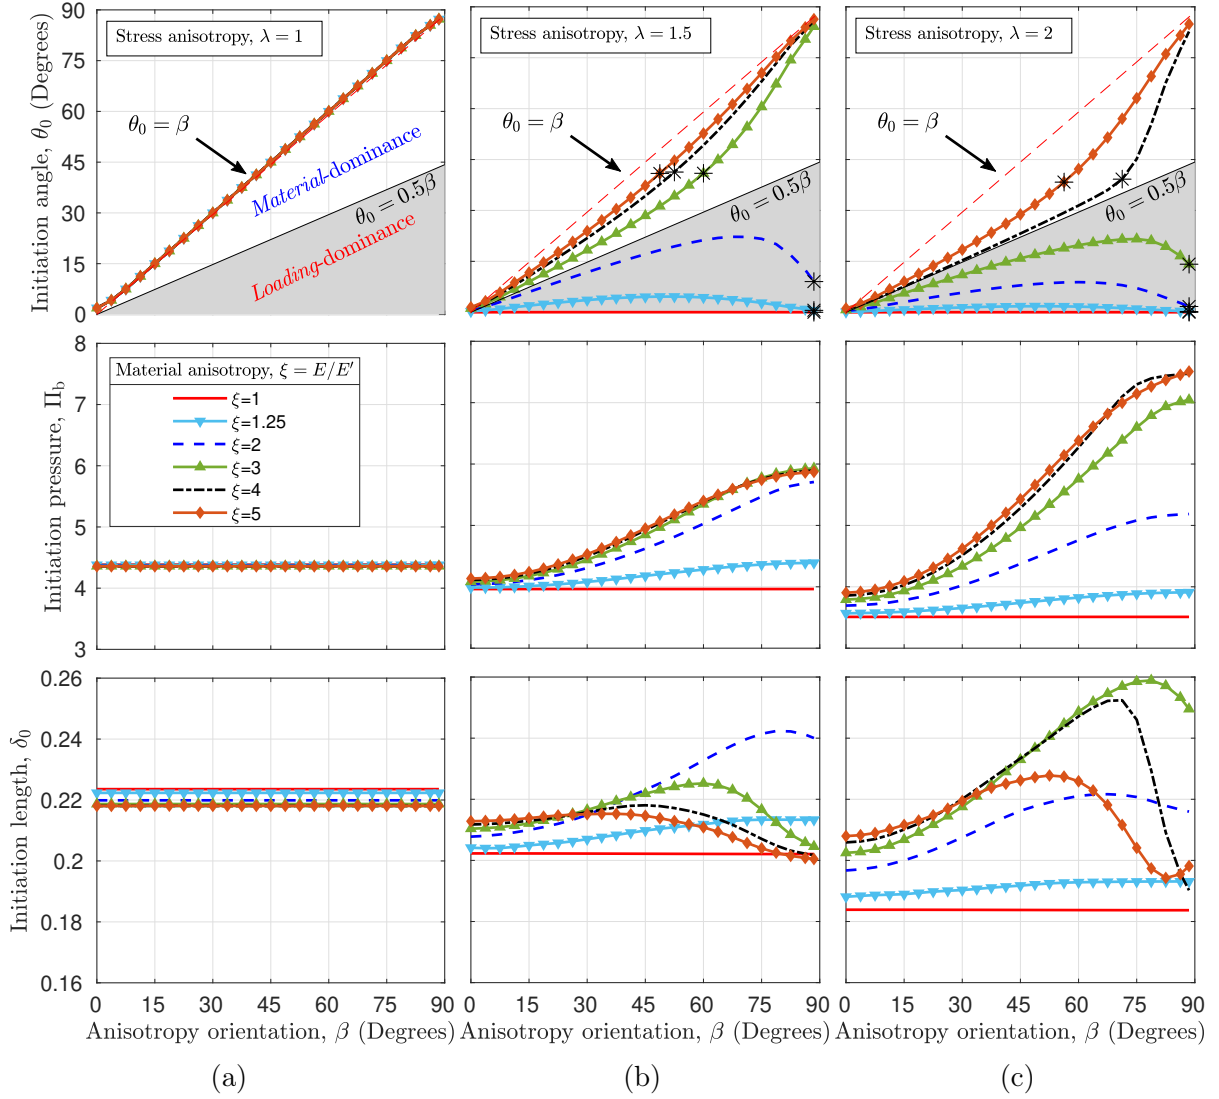 Stress anisotropy, λ = 1
Stress anisotropy, λ = 1.5
Stress anisotropy, λ = 2
Initiation angle, θ₀ (Degrees)
90
75
60
45
30
15
0
θ₀ = β
Material-dominance
θ₀ = 0.5β
Loading-dominance
θ₀ = β
θ₀ = 0.5β
θ₀ = β
θ₀ = 0.5β
Initiation pressure, Π_b
8
7
6
5
4
3
Material anisotropy, ξ = E/E′
ξ=1
ξ=1.25
ξ=2
ξ=3
ξ=4
ξ=5
Initiation length, δ₀
0.26
0.24
0.22
0.2
0.18
0.16
0 15 30 45 60 75 90
0 15 30 45 60 75 90
0 15 30 45 60 75 90
Anisotropy orientation, β (Degrees)
Anisotropy orientation, β (Degrees)
Anisotropy orientation, β (Degrees)
(a)
(b)
(c)